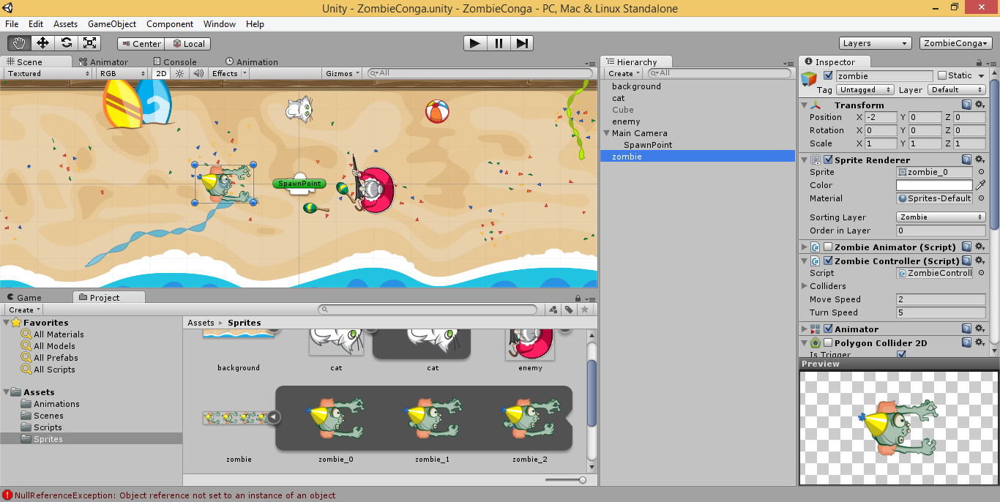 Unity - ZombieConga.unity - ZombieConga - PC, Mac & Linux Standalone
File Edit Assets GameObject Component Window Help
Center Local
Layers ZombieConga
Scene Animator Console Animation
Textured RGB 2D Effects Gizmos All
SpawnPoint
Game Project
Create
Favorites
All Materials
All Models
All Prefabs
All Scripts
Assets
Animations
Scenes
Scripts
Sprites
Assets Sprites
background cat cat enemy
zombie zombie_0 zombie_1 zombie_2
Hierarchy
Create All
background
cat
Cube
enemy
Main Camera
SpawnPoint
zombie
Inspector
zombie Static
Tag Untagged Layer Default
Transform
Position X -2 Y 0 Z 0
Rotation X 0 Y 0 Z 0
Scale X 1 Y 1 Z 1
Sprite Renderer
Sprite zombie_0
Color
Material Sprites-Default
Sorting Layer Zombie
Order in Layer 0
Zombie Animator (Script)
Zombie Controller (Script)
Script ZombieControll
Colliders
Move Speed 2
Turn Speed 5
Animator
Polygon Collider 2D
Is Trigger
Preview
NullReferenceException: Object reference not set to an instance of an object